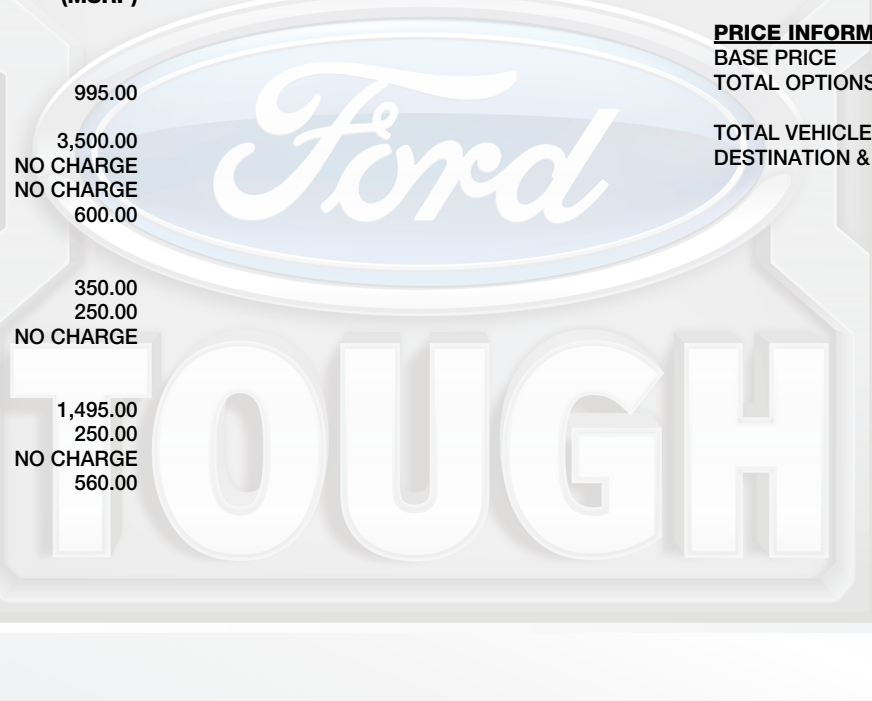 (MSRP)
995.00
3,500.00
NO CHARGE
NO CHARGE
600.00
350.00
250.00
NO CHARGE
1,495.00
250.00
NO CHARGE
560.00
PRICE INFORM
BASE PRICE
TOTAL OPTIONS
TOTAL VEHICLE
DESTINATION &
Ford
TOUGH